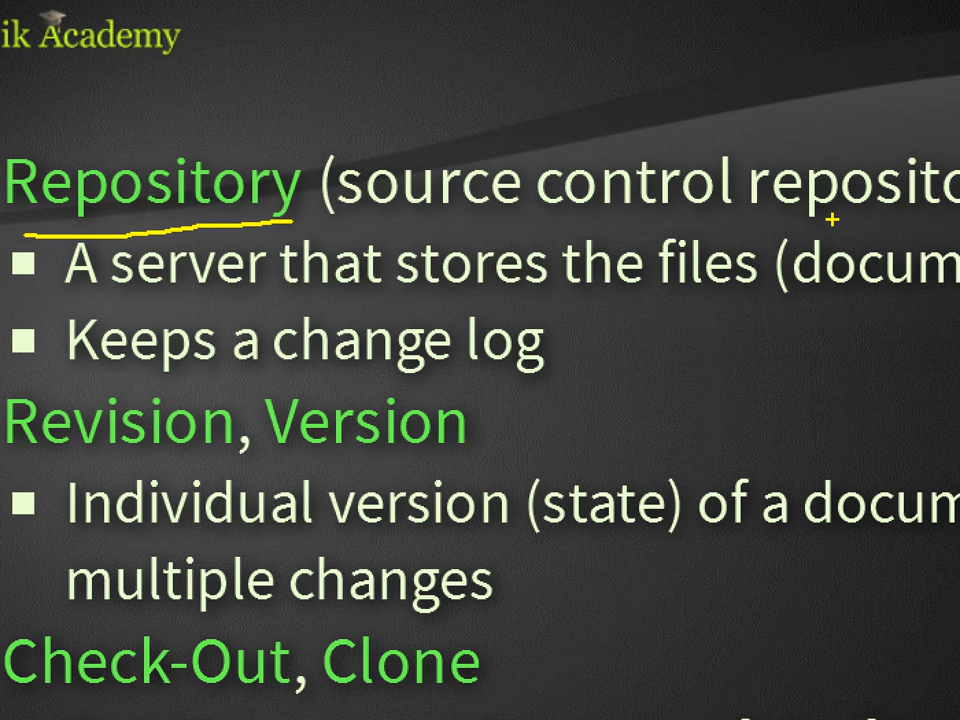 ik Academy
Repository (source control reposito
A server that stores the files (docum
Keeps a change log
Revision, Version
Individual version (state) of a docum
multiple changes
Check-Out, Clone